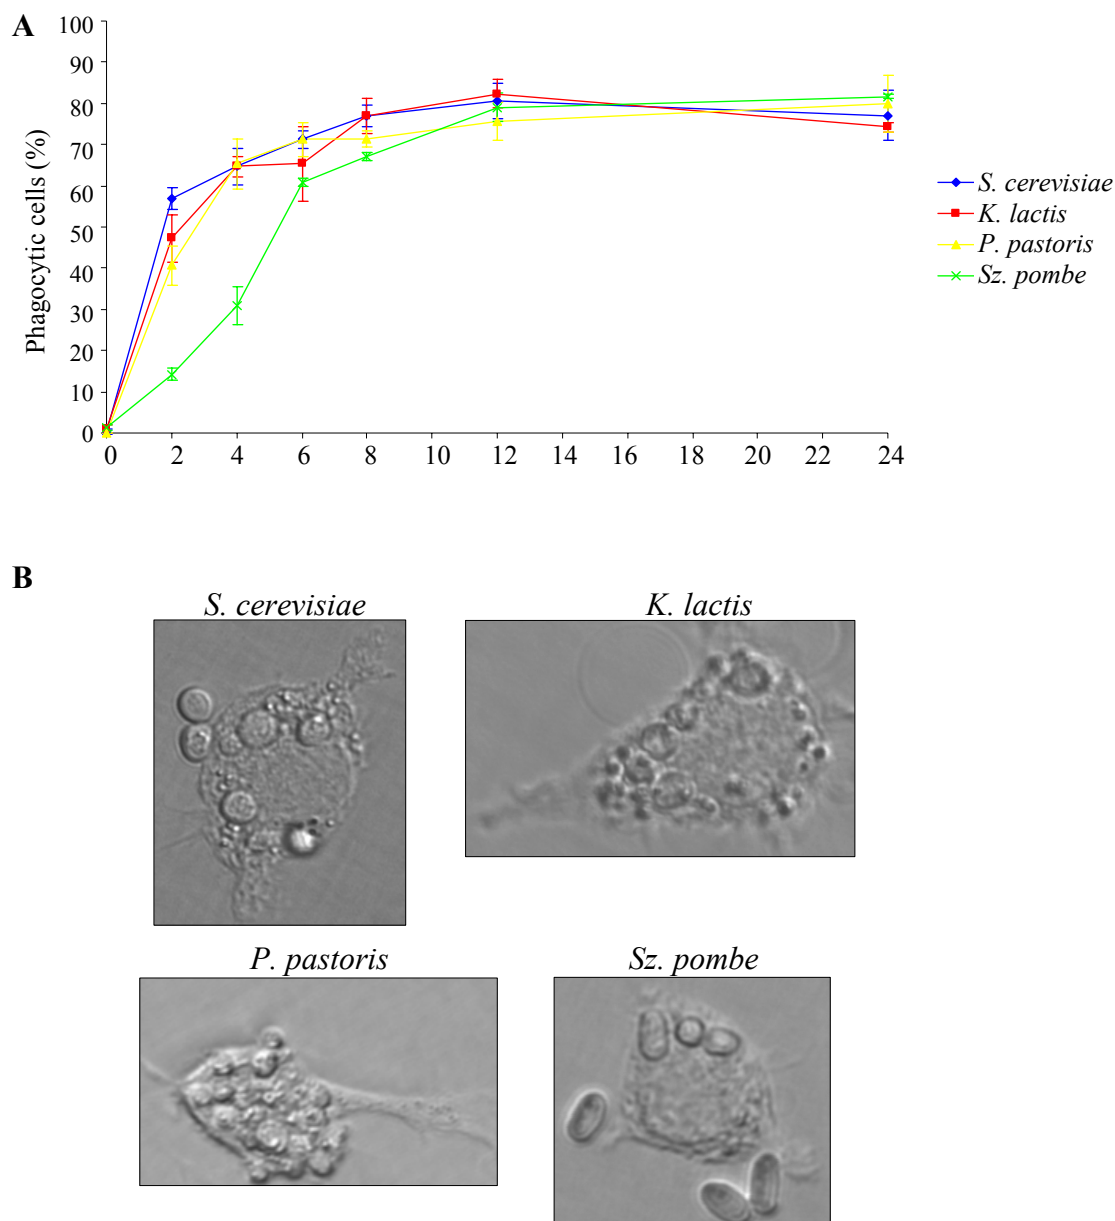 A
100
90
80
70
60
50
40
30
20
10
0
Phagocytic cells (%)
0 2 4 6 8 10 12 14 16 18 20 22 24
S. cerevisiae
K. lactis
P. pastoris
Sz. pombe
B
S. cerevisiae K. lactis
P. pastoris Sz. pombe